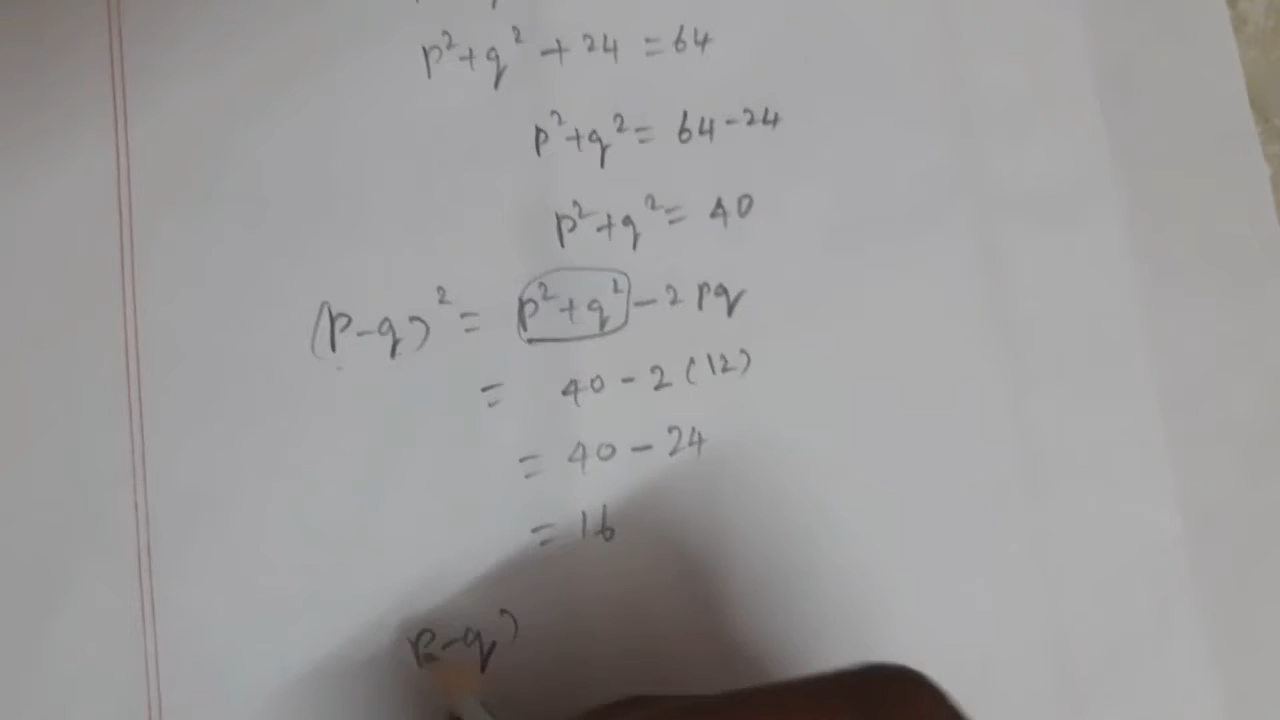 p²+q² +24 =64
p²+q²= 64-24
p²+q²= 40
(p-q)² = p²+q² -2pq
= 40-2(12)
= 40-24
= 16
p-q)